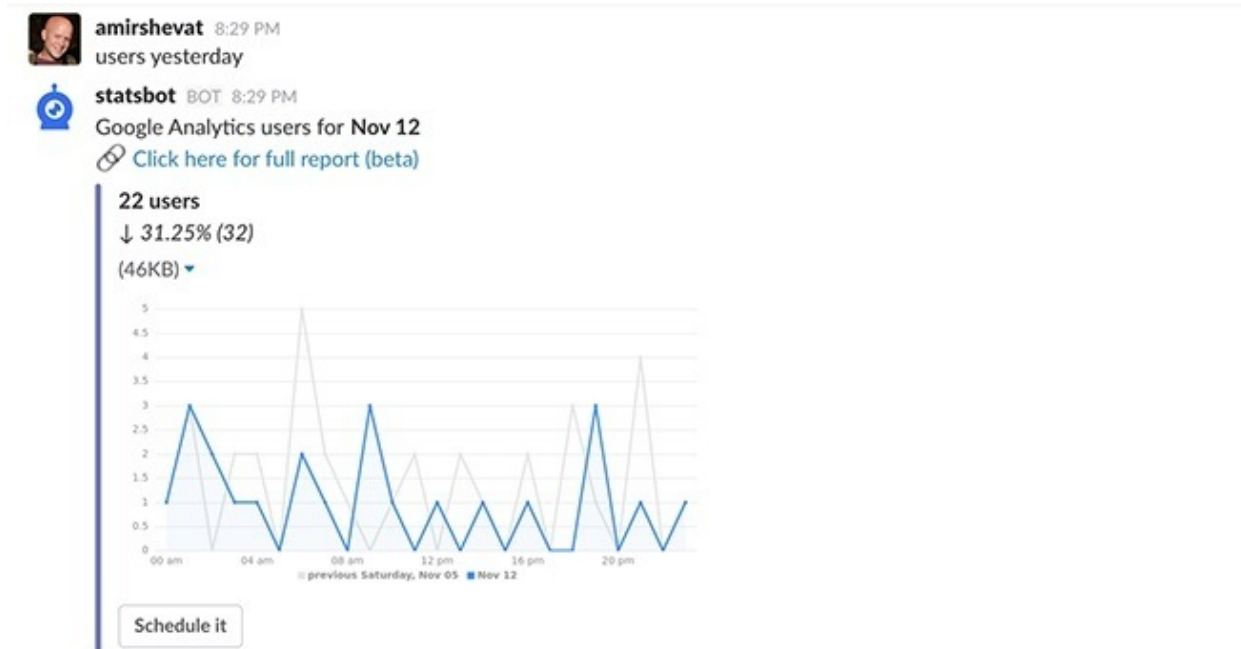 amirshevat 8:29 PM
users yesterday
statsbot BOT 8:29 PM
Google Analytics users for Nov 12
Click here for full report (beta)
22 users
↓ 31.25% (32)
(46KB)
5
4.5
4
3.5
3
2.5
2
1.5
1
0.5
0
00 am 04 am 08 am 12 pm 16 pm 20 pm
previous Saturday, Nov 05 Nov 12
Schedule it